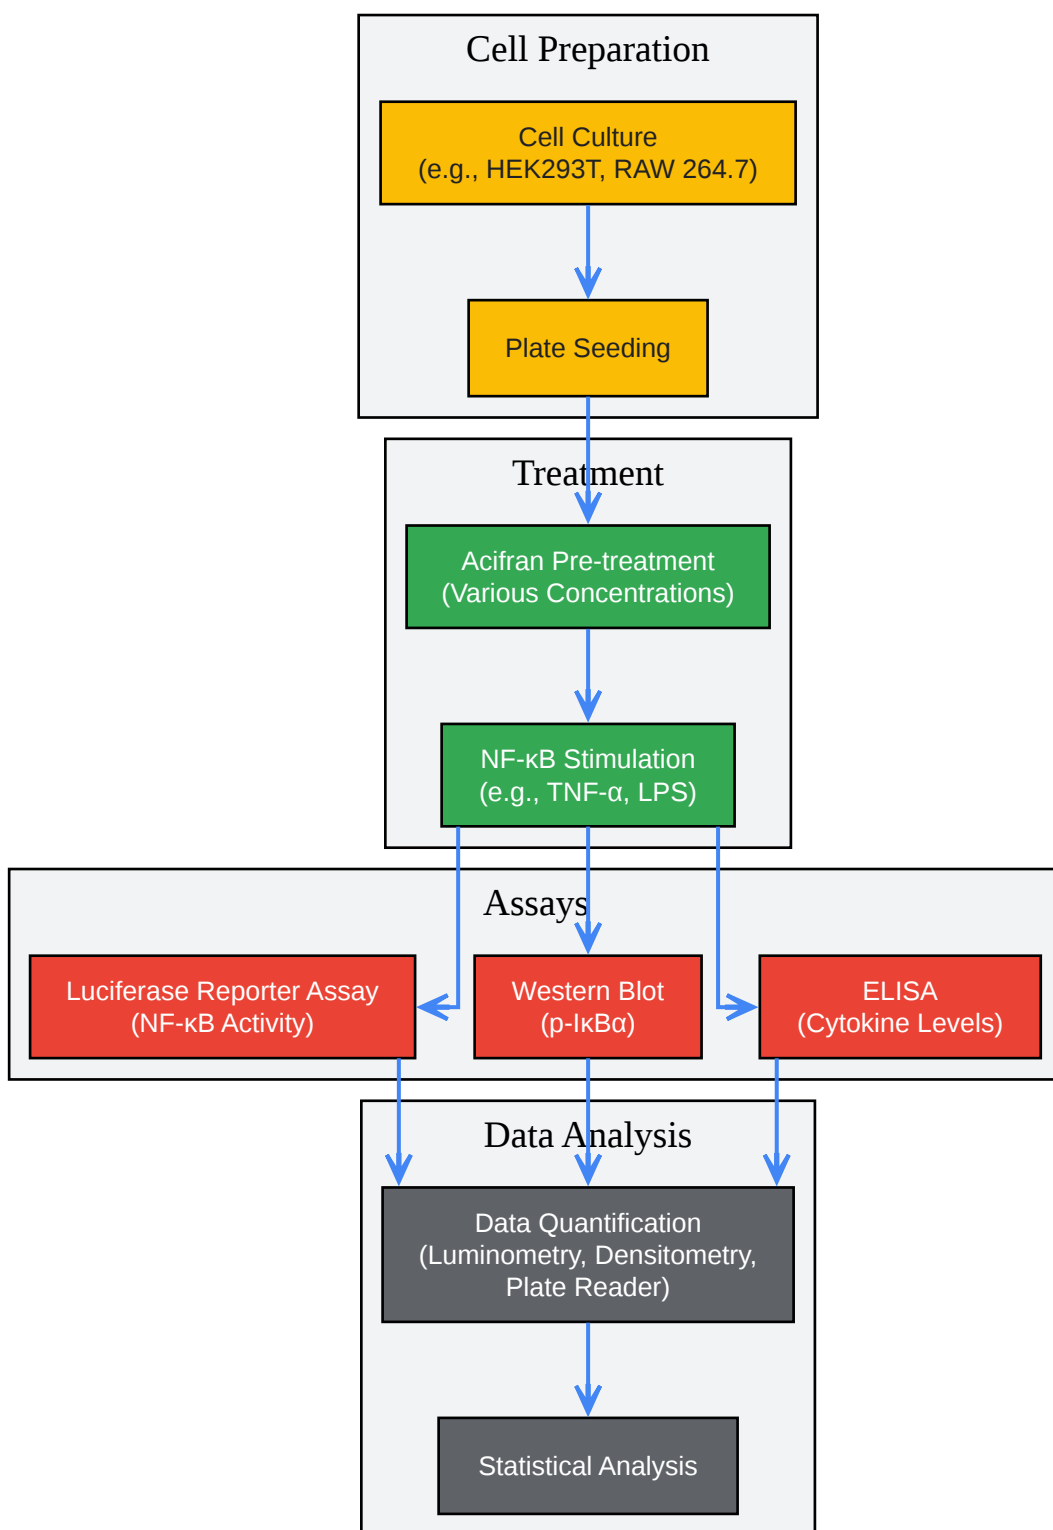 Cell Preparation
Cell Culture
(e.g., HEK293T, RAW 264.7)
Plate Seeding
Treatment
Acifran Pre-treatment
(Various Concentrations)
NF-κB Stimulation
(e.g., TNF-α, LPS)
Assays
Luciferase Reporter Assay
(NF-κB Activity)
Western Blot
(p-IκBα)
ELISA
(Cytokine Levels)
Data Analysis
Data Quantification
(Luminometry, Densitometry,
Plate Reader)
Statistical Analysis